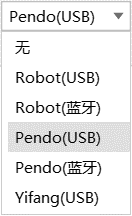 Pendo(USB)
无
Robot(USB)
Robot(蓝牙)
Pendo(USB)
Pendo(蓝牙)
Yifang(USB)